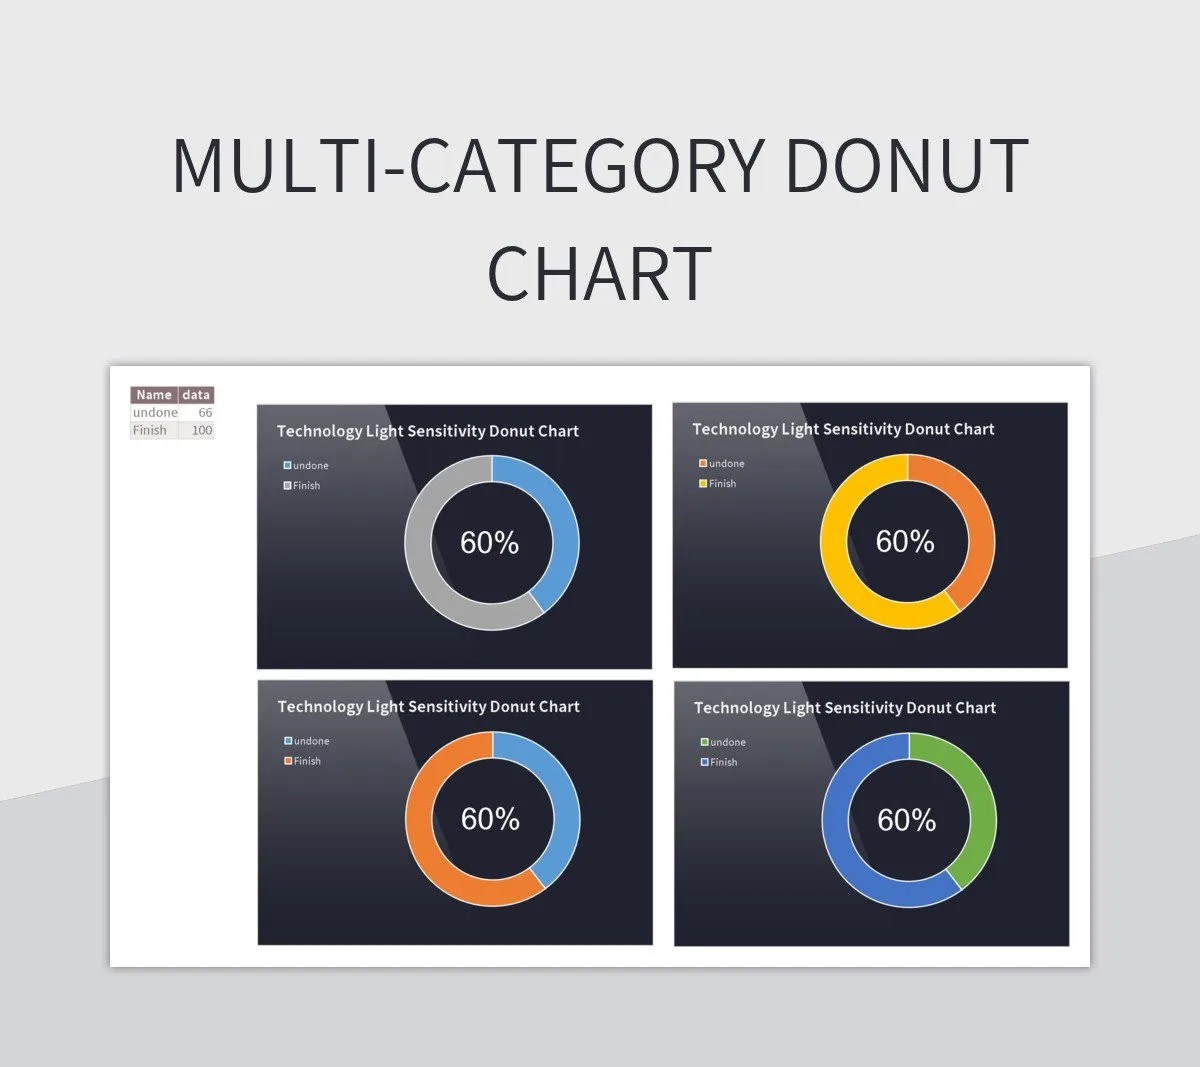 MULTI-CATEGORY DONUT
CHART
Name data
undone 66
Finish 100
Technology Light Sensitivity Donut Chart
undone
Finish
60%
Technology Light Sensitivity Donut Chart
undone
Finish
60%
Technology Light Sensitivity Donut Chart
undone
Finish
60%
Technology Light Sensitivity Donut Chart
undone
Finish
60%